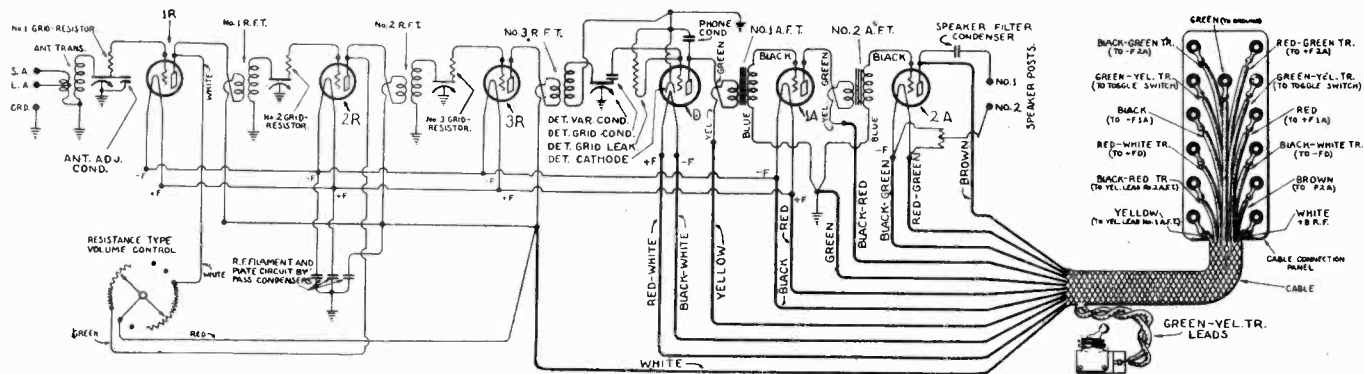 No.1 GRID-RESISTOR
ANT. TRANS.
S.A.
L.A.
GRD.
ANT. ADJ.
COND.
1R
WHITE
No.1 R.F.T.
No.2 GRID-
RESISTOR
2R
No.2 R.F.T.
No.3 GRID-
RESISTOR.
3R
No.3 R.F.T.
DET. VAR. COND.
DET. GRID COND.
DET. GRID LEAK
DET. CATHODE
PHONE
COND
D
GREEN
YEL.
NO.1 A.F.T.
BLUE
BLACK
1A
GREEN
YEL.
NO. 2 A.F.T.
BLUE
BLACK
2A
SPEAKER FILTER
CONDENSER
NO.1
NO.2
SPEAKER POSTS.
-F
+F
-F
+F
-F
+F
+F
-F
-F
+F
-F
RESISTANCE TYPE
VOLUME CONTROL
WHITE
GREEN
RED
R.F. FILAMENT AND
PLATE CIRCUIT BY-
PASS CONDENSERS
RED-WHITE
BLACK-WHITE
YELLOW
BLACK
RED
GREEN
BLACK-RED
BLACK-GREEN
RED-GREEN
BROWN
WHITE
GREEN-YEL. TR.
LEADS
BLACK-GREEN TR.
(TO -F2A)
GREEN-YEL. TR.
(TO TOGGLE SWITCH)
BLACK
(TO -F1A)
RED-WHITE TR.
(TO +FD)
BLACK-RED TR
(TO YEL. LEAD No.2 A.F.T.)
YELLOW
(TO YEL. LEAD No.1 A.F.T.)
GREEN (TO GROUND)
RED-GREEN TR.
(TO +F2A)
GREEN-YEL. TR.
(TO TOGGLE SWITCH)
RED
(TO +F1A)
BLACK-WHITE TR.
(TO -FD)
BROWN
(TO P2A)
WHITE
+B R.F.
CABLE CONNECTION
PANEL
CABLE